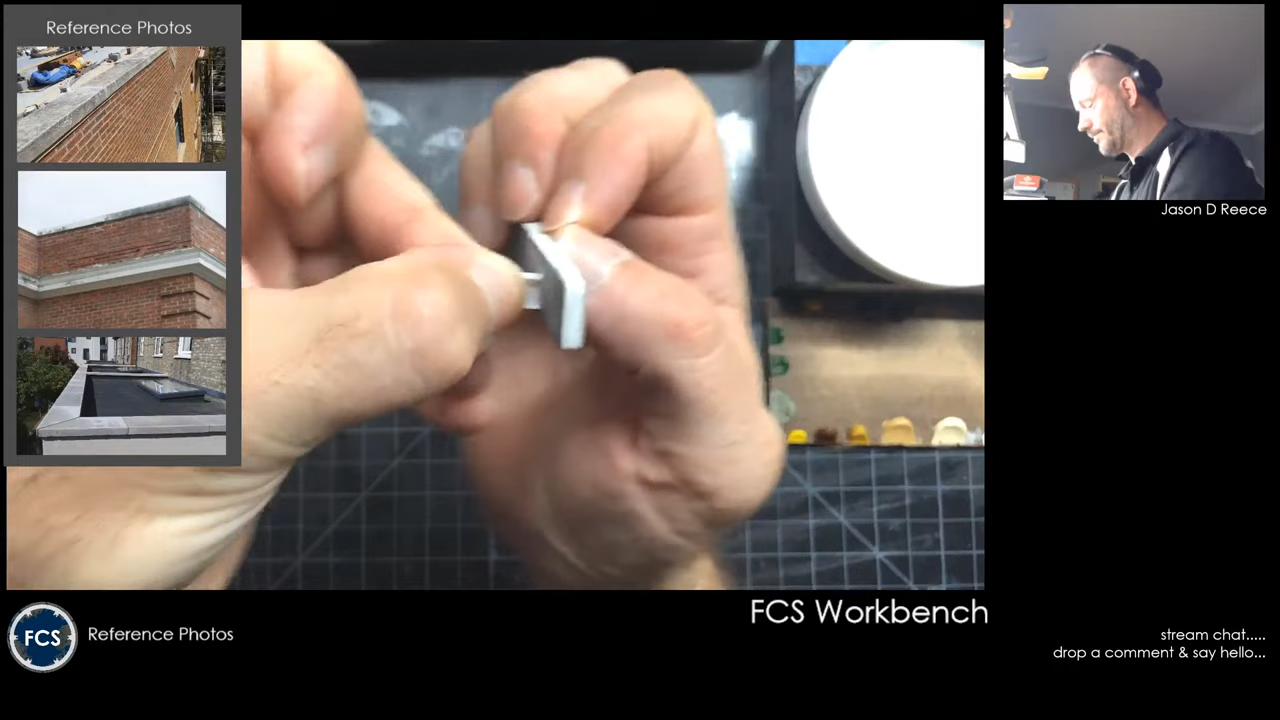 Reference Photos
Jason D Reece
FCS Workbench
FCS
Reference Photos
stream chat.....
drop a comment & say hello...